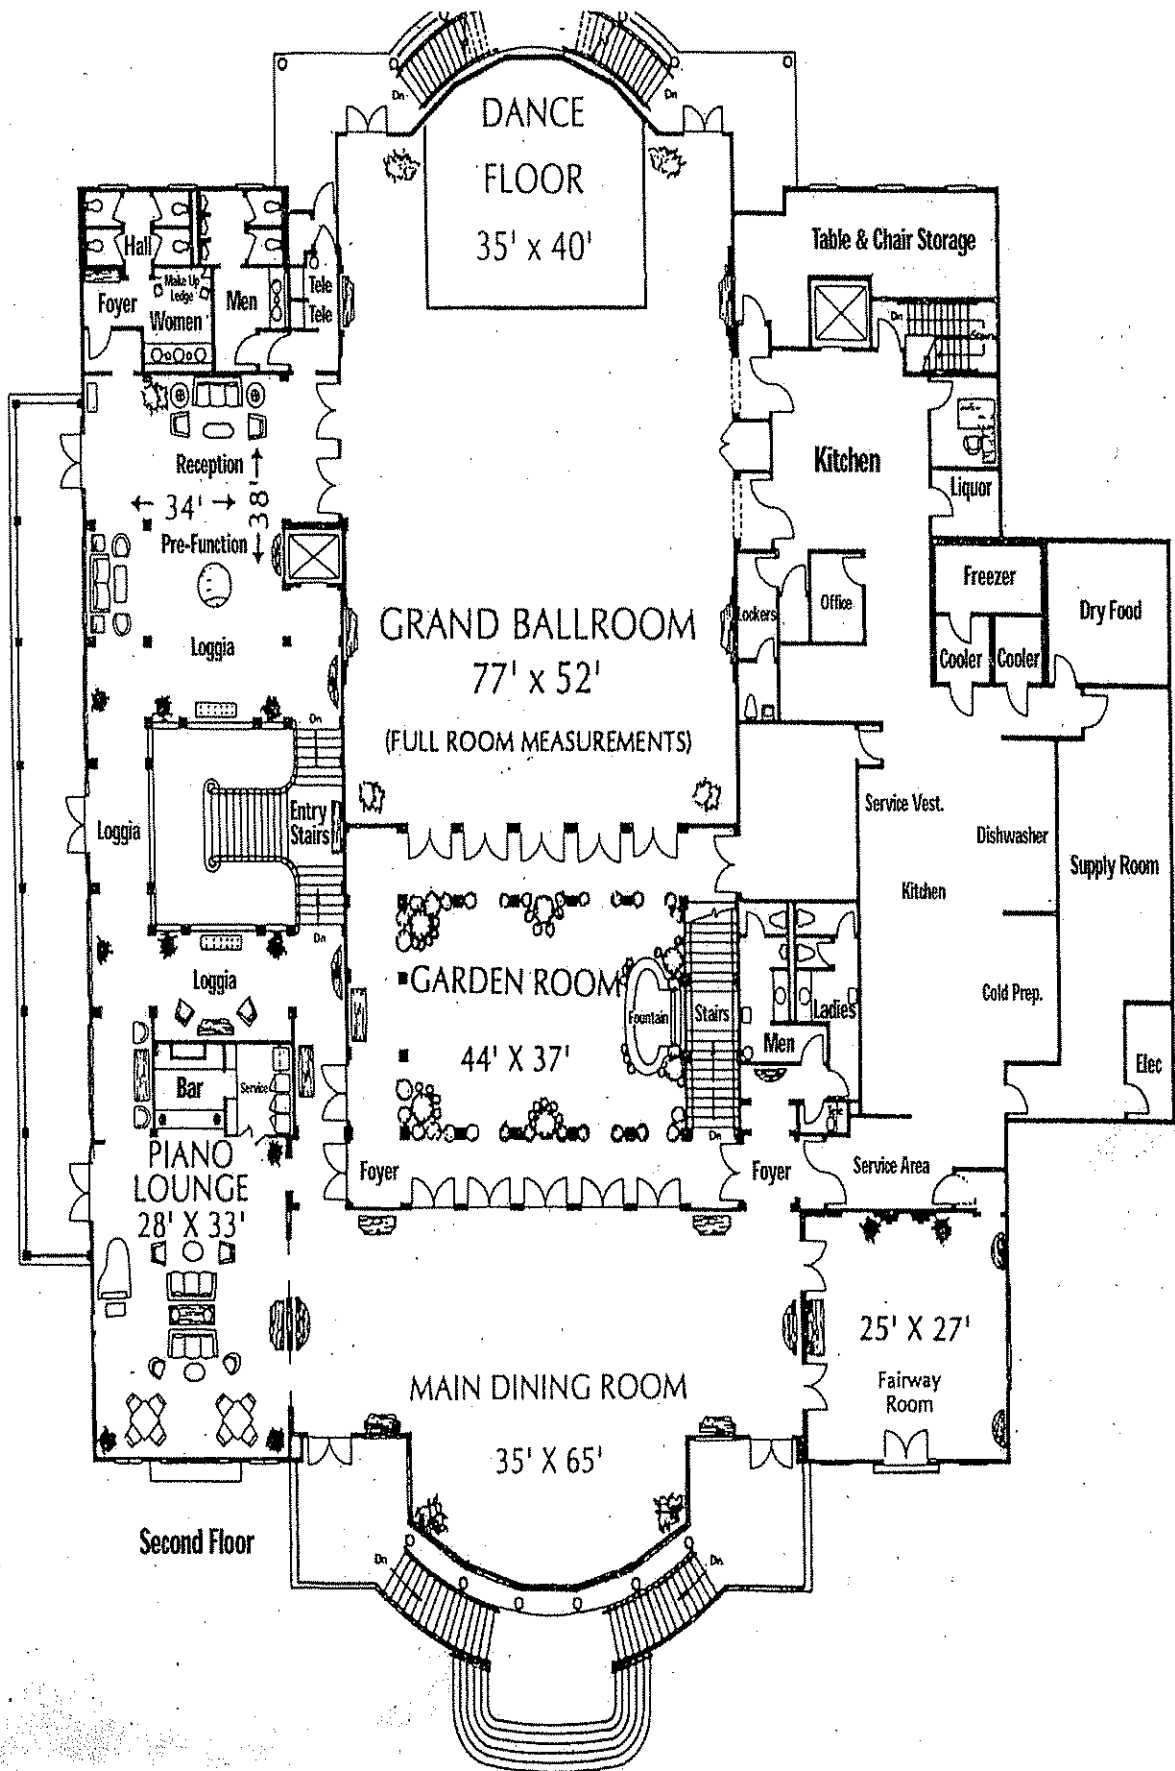 Dn
Dn
DANCE
FLOOR
35' x 40'
Hall
Make Up
Ledge
Foyer
Women
Men
Tele
Tele
Table & Chair Storage
Dn
Reception
34'
38'
Pre-Function
Loggia
Kitchen
Liquor
Freezer
Dry Food
Office
Lockers
Cooler
Cooler
GRAND BALLROOM
77' x 52'
(FULL ROOM MEASUREMENTS)
Dn
Entry
Stairs
Loggia
Dn
Service Vest.
Dishwasher
Supply Room
Kitchen
Loggia
GARDEN ROOM
Fountain
Stairs
Ladies
Cold Prep.
44' X 37'
Men
Elec
Bar
Service
Dn
PIANO
LOUNGE
28' X 33'
Foyer
Foyer
Service Area
25' X 27'
Fairway
Room
MAIN DINING ROOM
35' X 65'
Second Floor
Dn
Dn